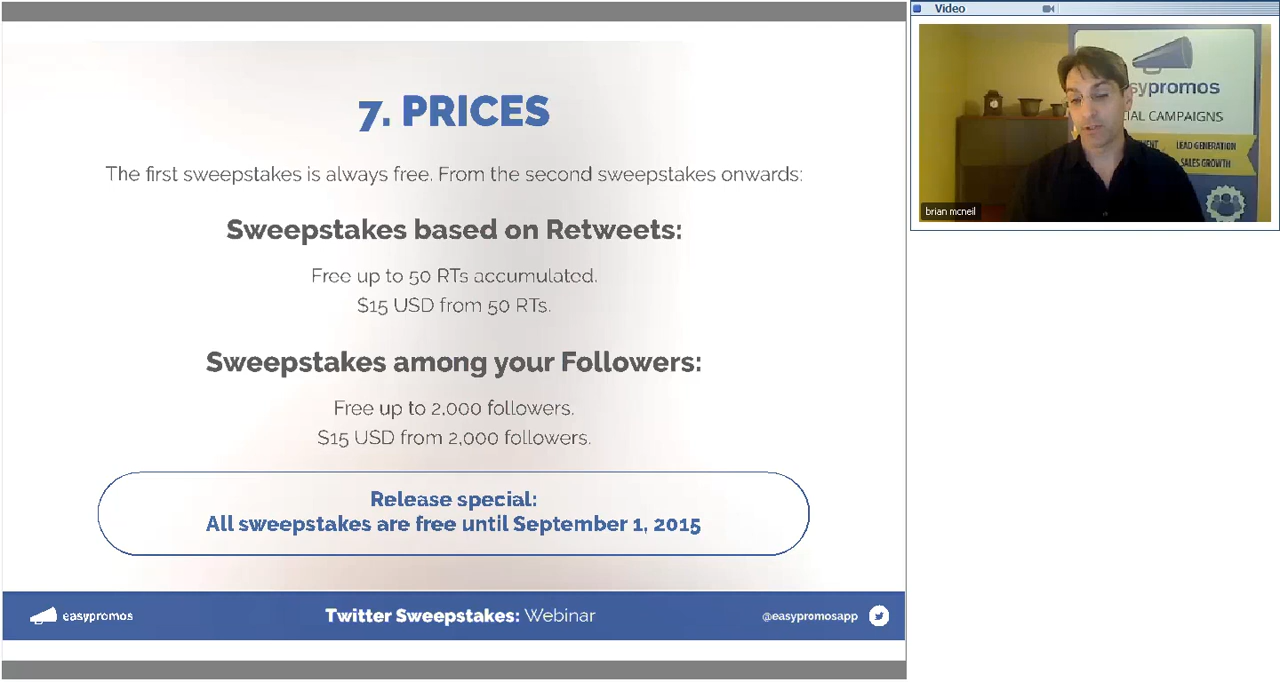 7. PRICES
The first sweepstakes is always free. From the second sweepstakes onwards:
Sweepstakes based on Retweets:
Free up to 50 RTs accumulated.
$15 USD from 50 RTs.
Sweepstakes among your Followers:
Free up to 2,000 followers.
$15 USD from 2,000 followers.
Release special:
All sweepstakes are free until September 1, 2015
easypromos
Twitter Sweepstakes: Webinar
@easypromosapp
Video
sypromos
CIAL CAMPAIGNS
MENT
LEAD GENERATION
SALES GROWTH
brian mcneil